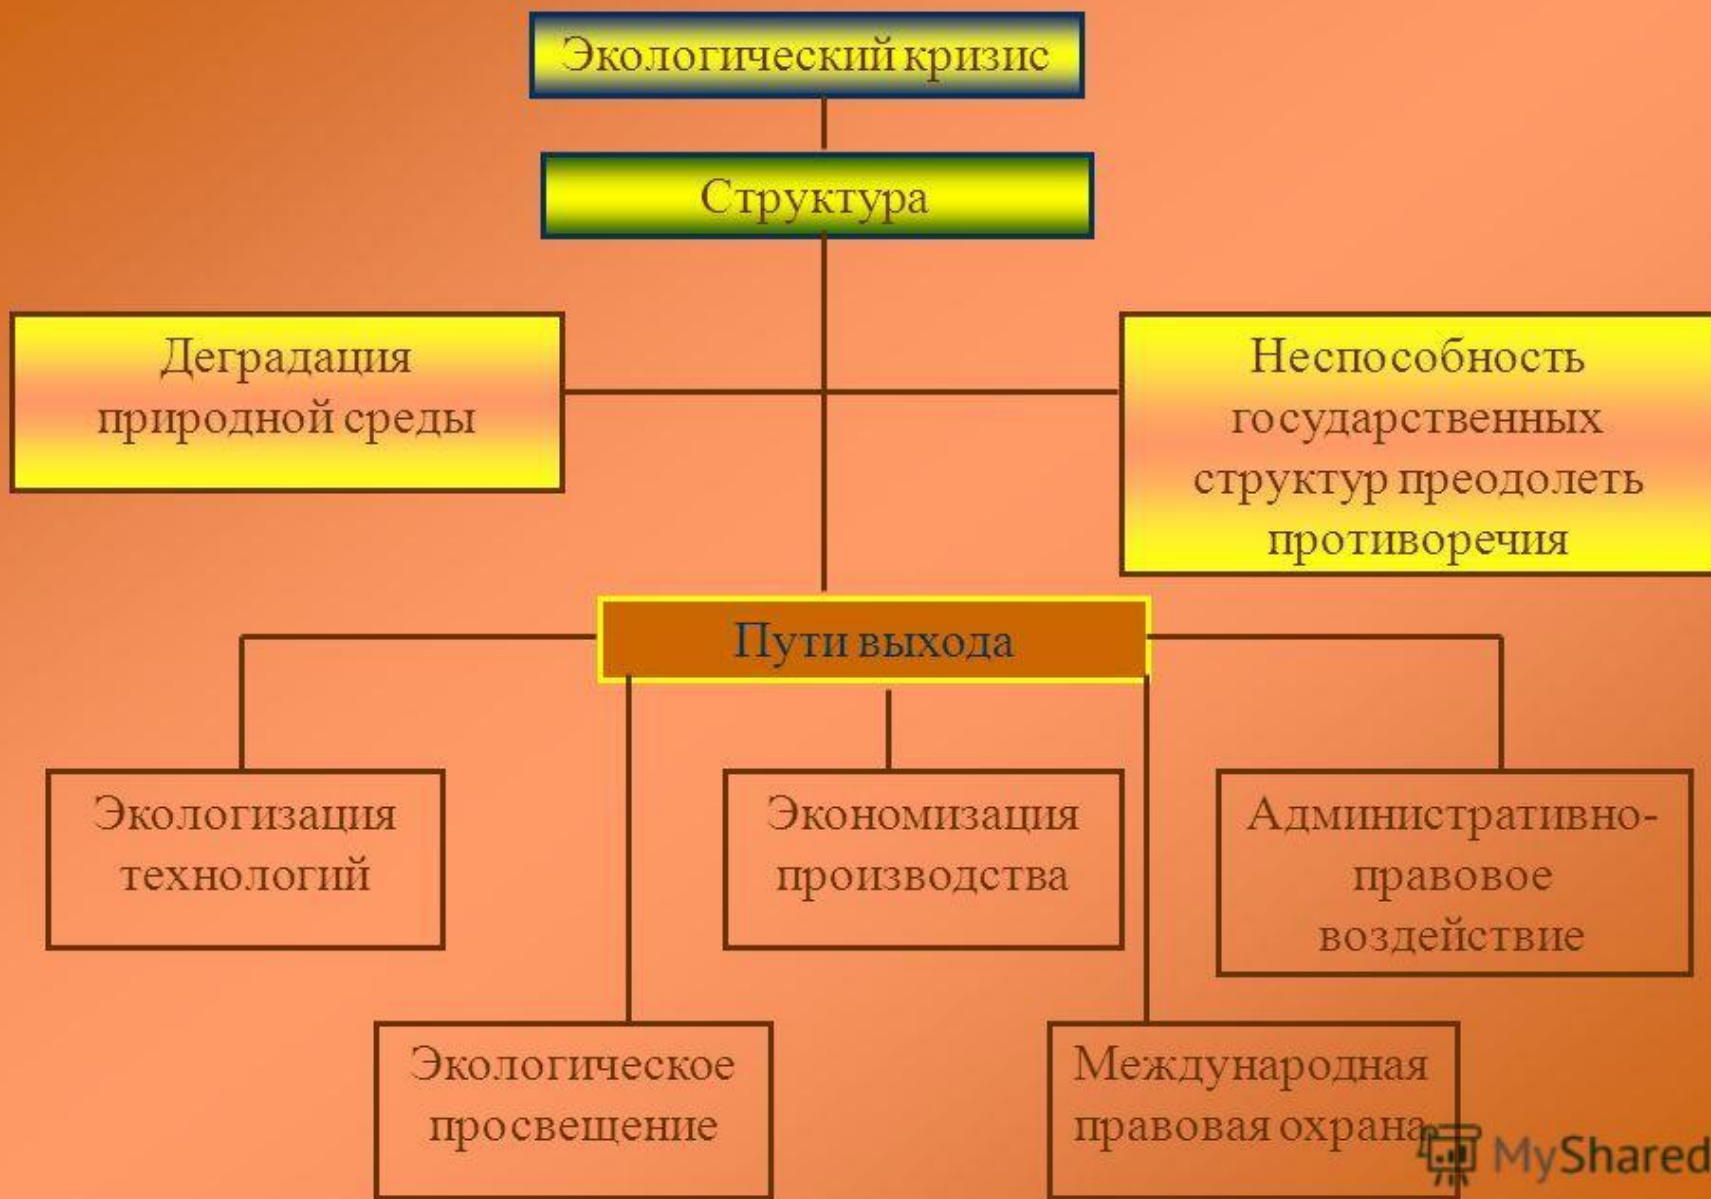 Экологический кризис
Структура
Деградация
природной среды
Неспособность
государственных
структур преодолеть
противоречия
Пути выхода
Экологизация
технологий
Экономизация
производства
Административно-
правовое
воздействие
Экологическое
просвещение
Международная
правовая охрана
MyShared